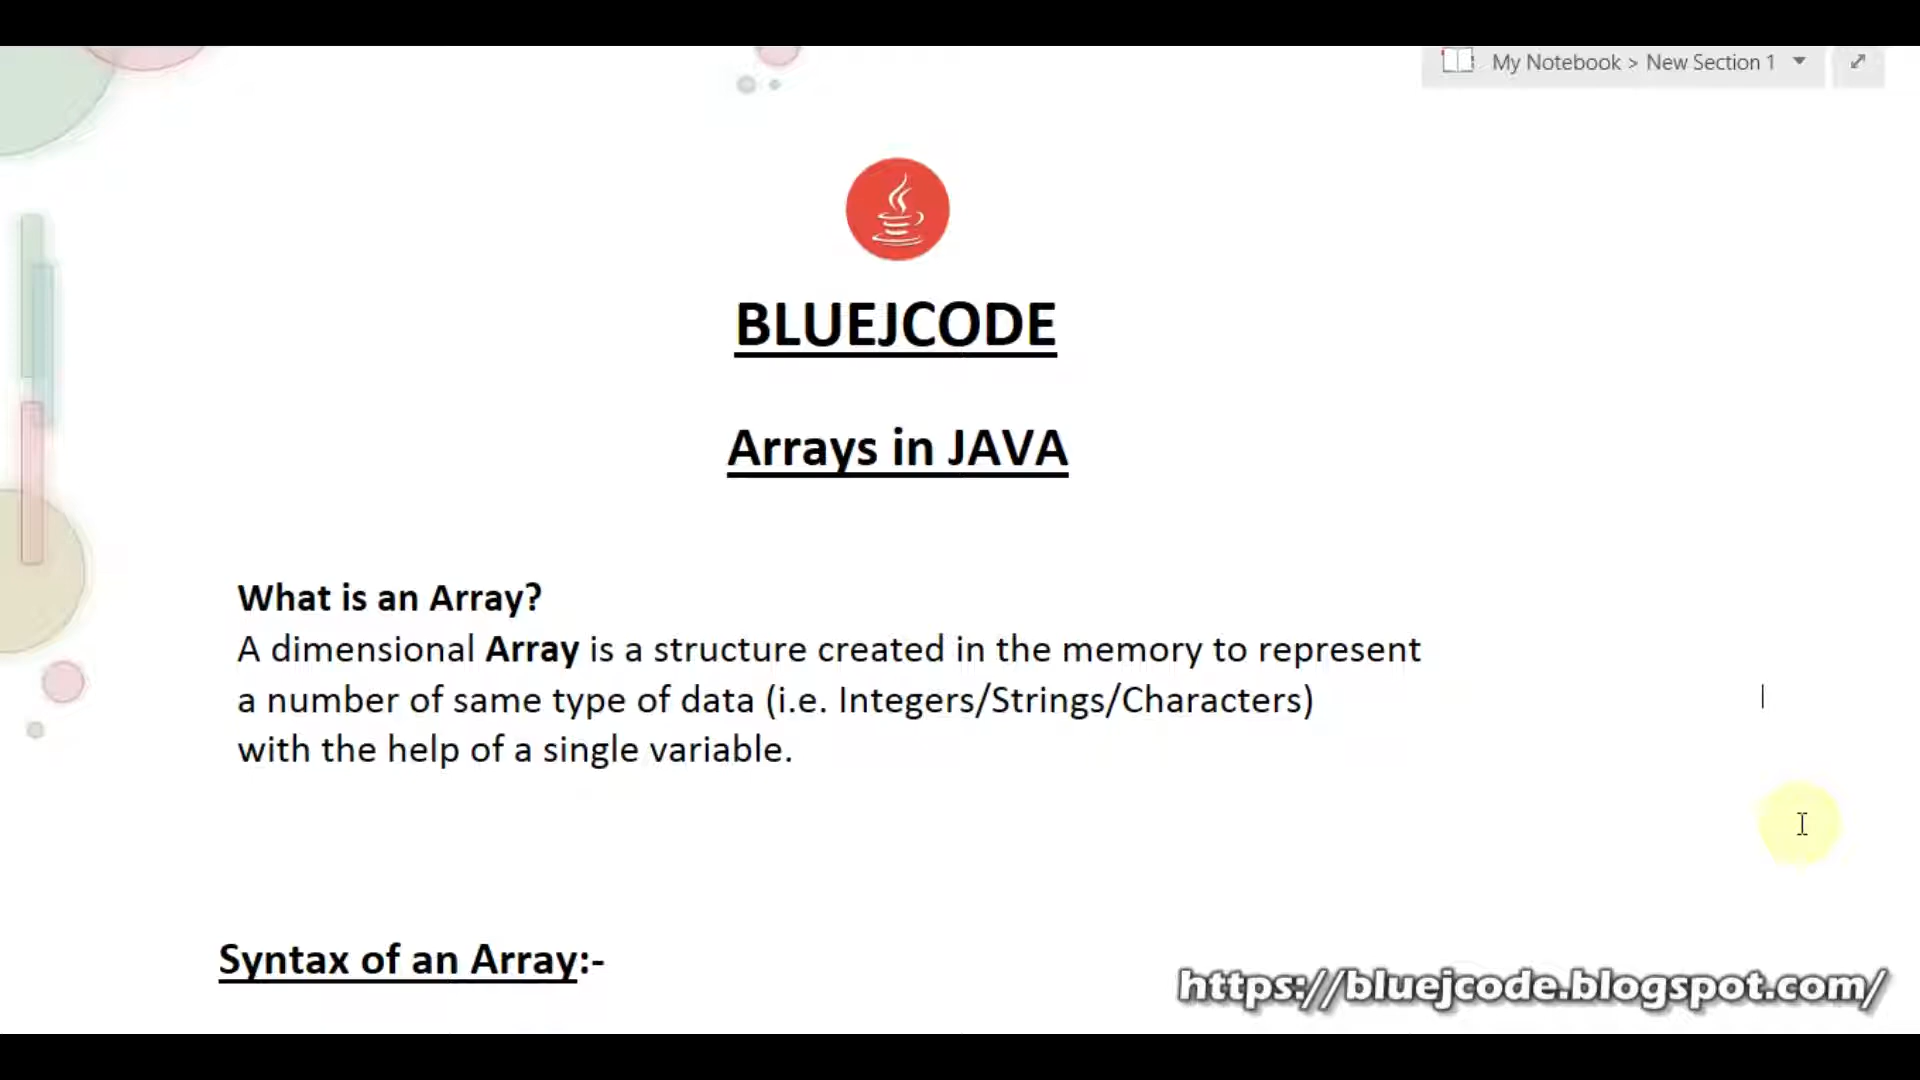 My Notebook > New Section 1
BLUEJCODE
Arrays in JAVA
What is an Array?
A dimensional Array is a structure created in the memory to represent
a number of same type of data (i.e. Integers/Strings/Characters)
with the help of a single variable.
Syntax of an Array:-
https://bluejcode.blogspot.com/